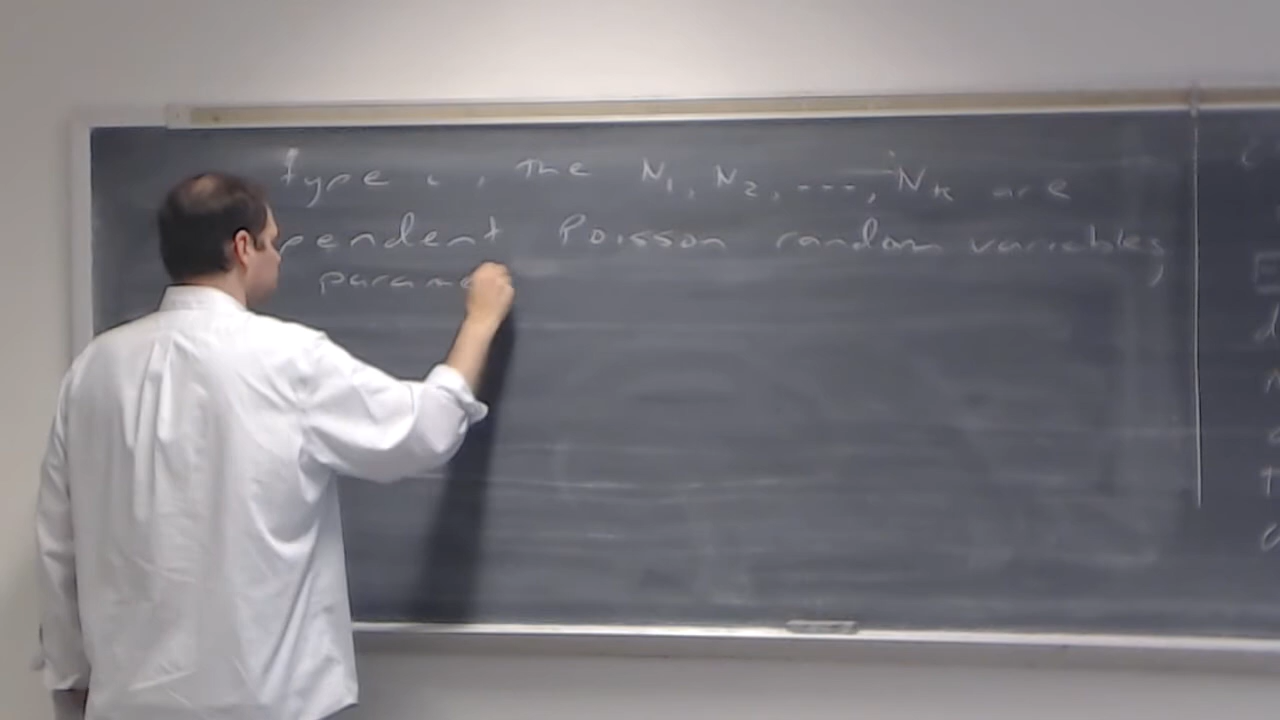 type i, the N₁, N₂, ..., Nₖ are
pendent Poisson random variables,
parame